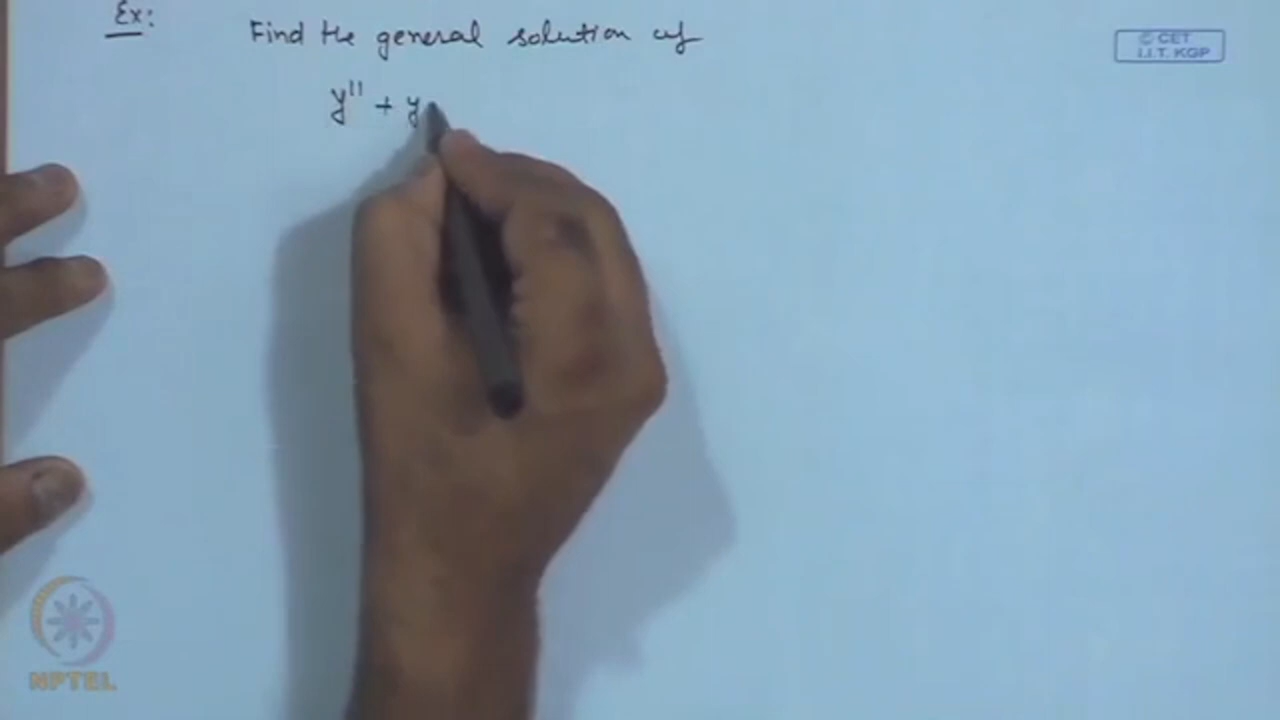 Ex: Find the general solution of
© CET
I.I.T. KGP
y'' + y
NPTEL